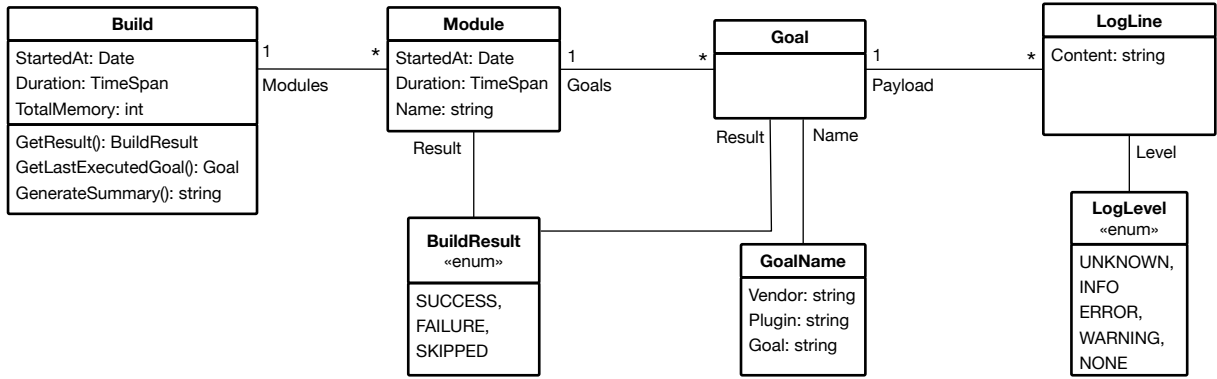 Build
StartedAt: Date
Duration: TimeSpan
TotalMemory: int
GetResult(): BuildResult
GetLastExecutedGoal(): Goal
GenerateSummary(): string
1
*
Modules
Module
StartedAt: Date
Duration: TimeSpan
Name: string
1
*
Goals
Goal
1
*
Payload
LogLine
Content: string
Result
Result
Name
Level
BuildResult
«enum»
SUCCESS,
FAILURE,
SKIPPED
GoalName
Vendor: string
Plugin: string
Goal: string
LogLevel
«enum»
UNKNOWN,
INFO
ERROR,
WARNING,
NONE